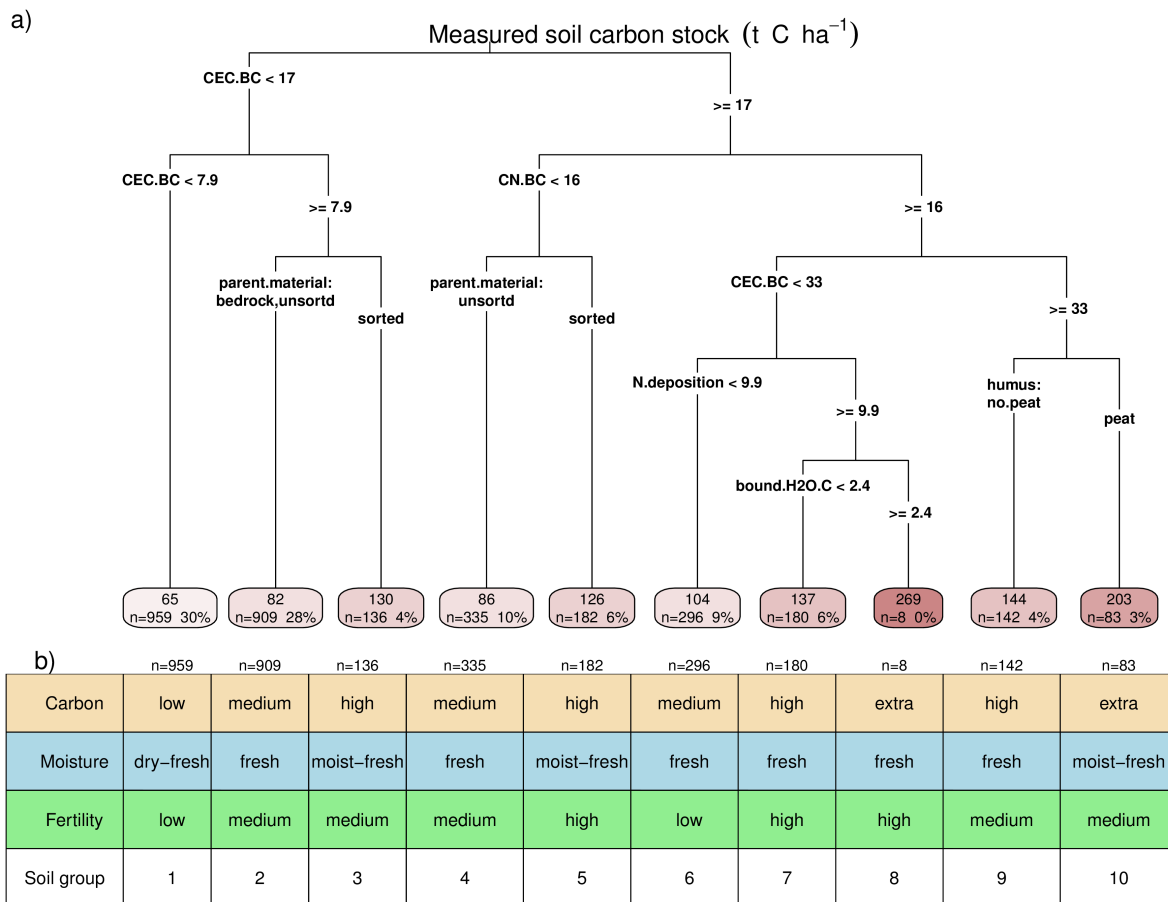 a)
Measured soil carbon stock (t C ha−1)
CEC.BC < 17
>= 17
CEC.BC < 7.9
CN.BC < 16
>= 7.9
>= 16
parent.material:
bedrock,unsortd
parent.material:
unsortd
CEC.BC < 33
sorted
sorted
>= 33
N.deposition < 9.9
humus:
no.peat
>= 9.9
peat
bound.H2O.C < 2.4
>= 2.4
65 82 130 86 126 104 137 269 144 203
n=959 30% n=909 28% n=136 4% n=335 10% n=182 6% n=296 9% n=180 6% n=8 0% n=142 4% n=83 3%
b)
n=959 n=909 n=136 n=335 n=182 n=296 n=180 n=8 n=142 n=83
Carbon low medium high medium high medium high extra high extra
Moisture dry−fresh fresh moist−fresh fresh moist−fresh fresh fresh fresh fresh moist−fresh
Fertility low medium medium medium high low high high medium medium
Soil group 1 2 3 4 5 6 7 8 9 10